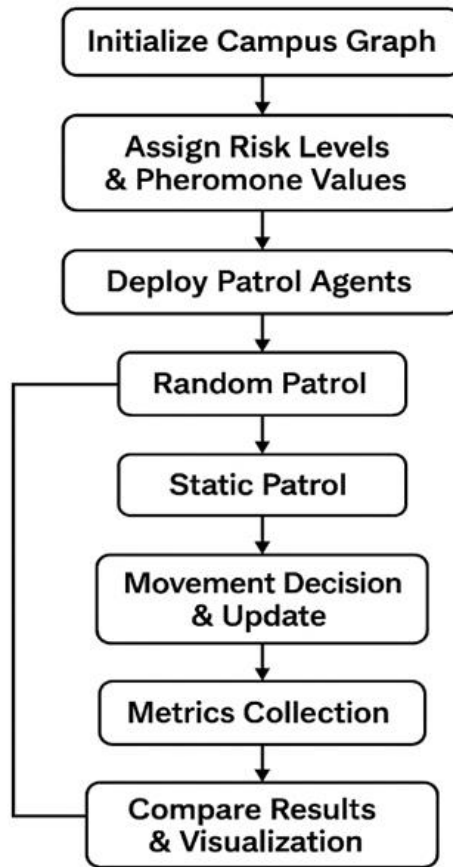 Initialize Campus Graph
Assign Risk Levels
& Pheromone Values
Deploy Patrol Agents
Random Patrol
Static Patrol
Movement Decision
& Update
Metrics Collection
Compare Results
& Visualization